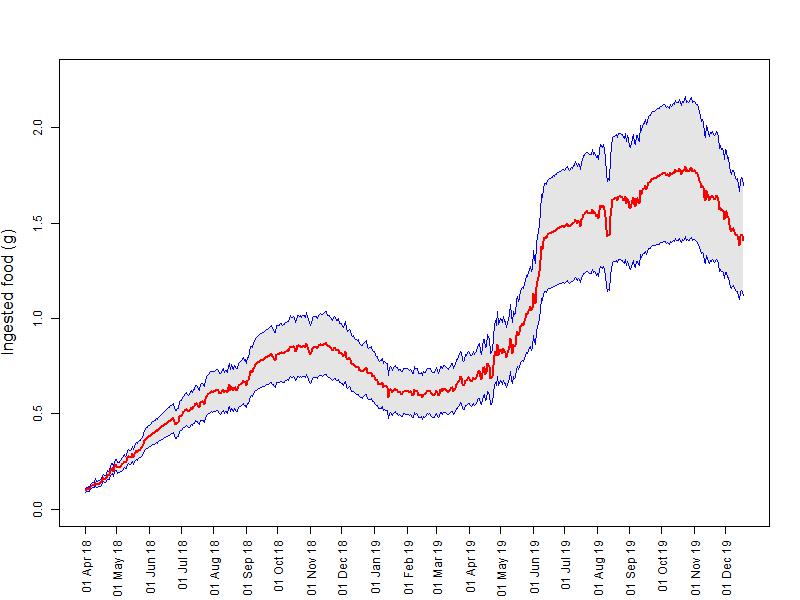 Ingested food (g)
2.0
1.5
1.0
0.5
0.0
01 Apr 18
01 May 18
01 Jun 18
01 Jul 18
01 Aug 18
01 Sep 18
01 Oct 18
01 Nov 18
01 Dec 18
01 Jan 19
01 Feb 19
01 Mar 19
01 Apr 19
01 May 19
01 Jun 19
01 Jul 19
01 Aug 19
01 Sep 19
01 Oct 19
01 Nov 19
01 Dec 19